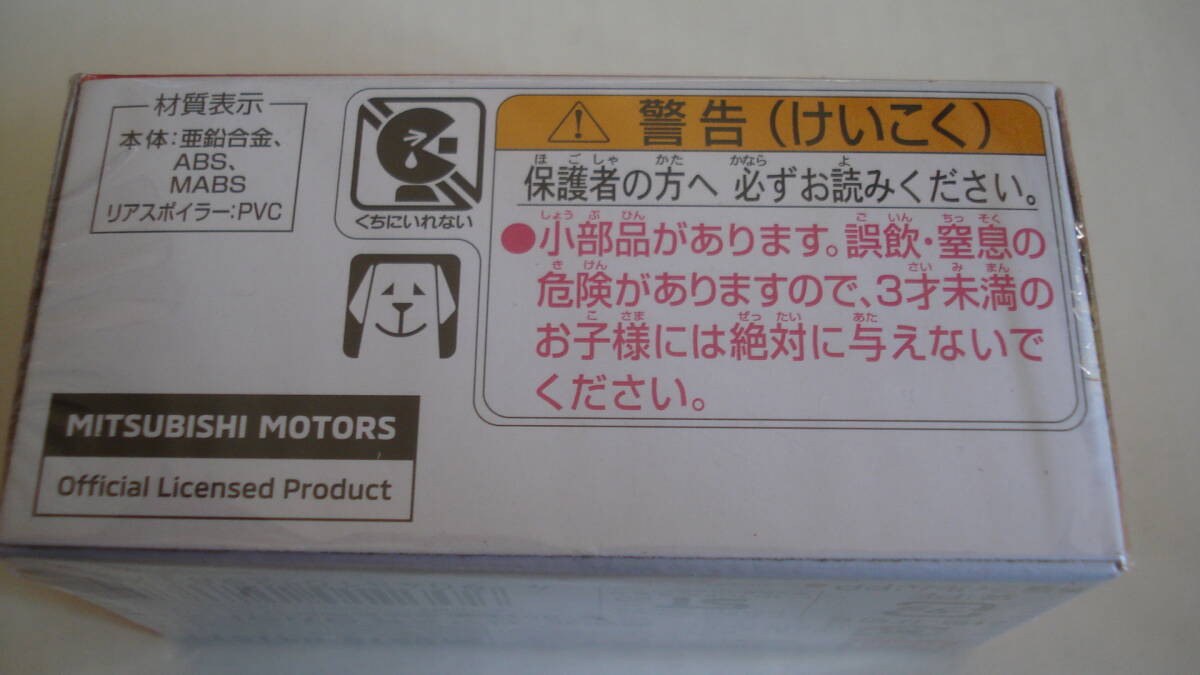 材質表示
本体：亜鉛合金、
ABS、
MABS
リアスポイラー：PVC
くちにいれない
警告（けいこく）
ほごしゃ かた かなら よ
保護者の方へ 必ずお読みください。
しょうぶひん ごいん ちっそく
●小部品があります。誤飲・窒息の
きけん さいみまん
危険がありますので、3才未満の
こさま ぜったい あた
お子様には絶対に与えないで
ください。
MITSUBISHI MOTORS
Official Licensed Product